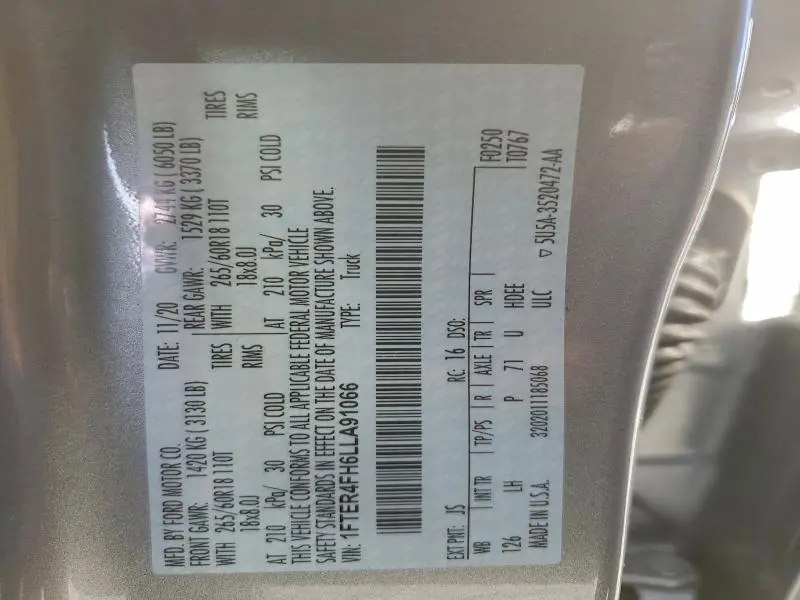 MFD. BY FORD MOTOR CO. DATE: 11/20 GVWR: 2744 KG ( 6050 LB)
FRONT GAWR: 1420 KG ( 3130 LB) REAR GAWR: 1529 KG ( 3370 LB)
WITH 265/60R18 110T TIRES WITH 265/60R18 110T TIRES
18x8.0J RIMS 18x8.0J RIMS
AT 210 kPa/ 30 PSI COLD AT 210 kPa/ 30 PSI COLD
THIS VEHICLE CONFORMS TO ALL APPLICABLE FEDERAL MOTOR VEHICLE
SAFETY STANDARDS IN EFFECT ON THE DATE OF MANUFACTURE SHOWN ABOVE.
VIN: 1FTER4FH6LLA91066 TYPE: Truck
EXT PNT: JS RC: 16 DSO: F0250
WB INT TR TP/PS R AXLE TR SPR T0767
126 LH P 71 U HDEE
MADE IN U.S.A. 3202011185068 ULC ▽ 5U5A-3520472-AA